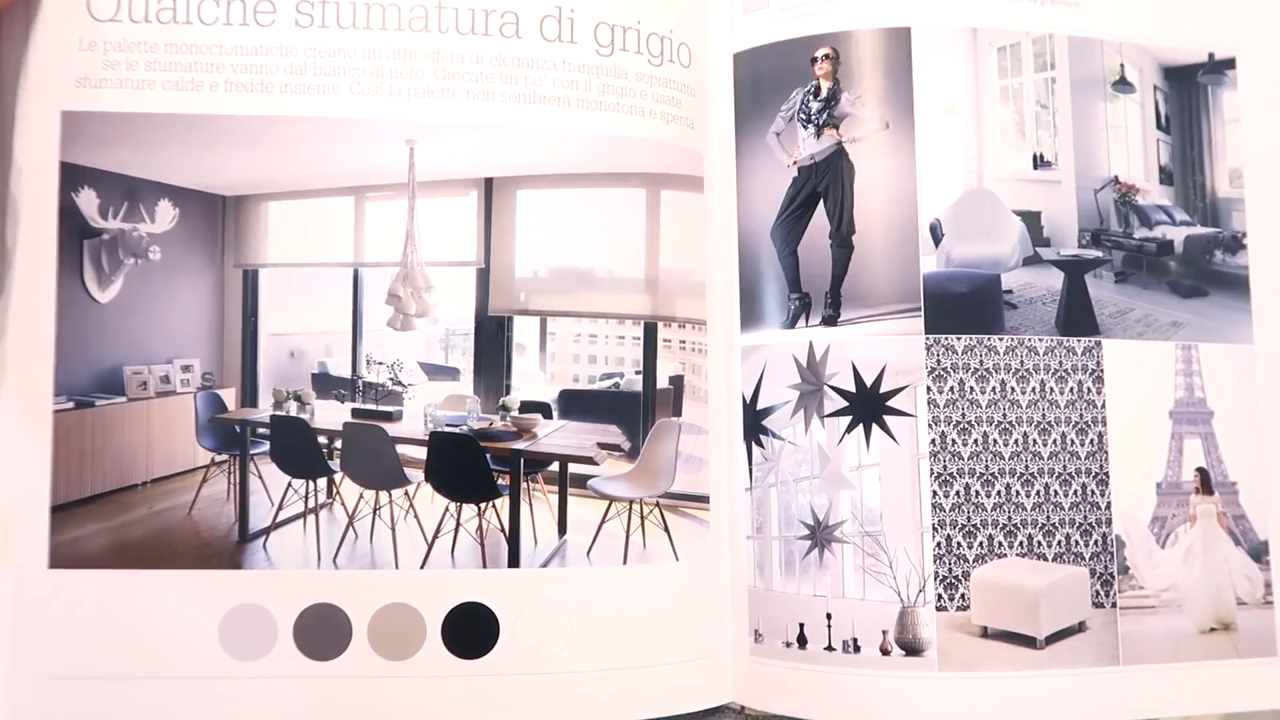 Qualche sfumatura di grigio
Le palette monocromatiche creano un atmosfera di eleganza tranquilla, soprattutto
se le sfumature vanno dal bianco al nero. Giocate un po' con il grigio e usate
sfumature calde e fredde insieme. Così la palette non sembrerà monotona e spenta.